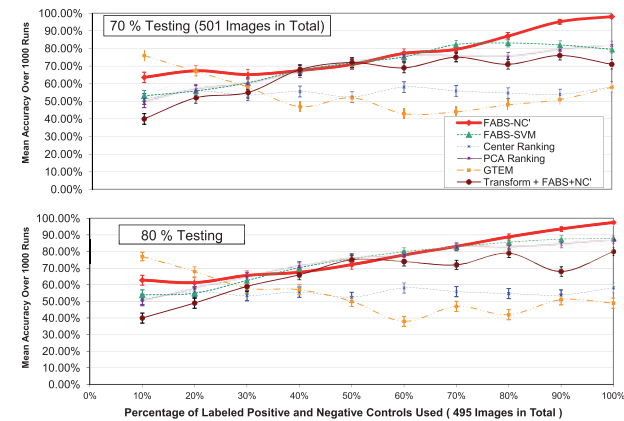 70 % Testing (501 Images in Total)
Mean Accuracy Over 1000 Runs
100.00%
90.00%
80.00%
70.00%
60.00%
50.00%
40.00%
30.00%
20.00%
10.00%
0.00%
FABS-NC'
FABS-SVM
Center Ranking
PCA Ranking
GTEM
Transform + FABS+NC'
80 % Testing
Mean Accuracy Over 1000 Runs
100.00%
90.00%
80.00%
70.00%
60.00%
50.00%
40.00%
30.00%
20.00%
10.00%
0.00%
0% 10% 20% 30% 40% 50% 60% 70% 80% 90% 100%
Percentage of Labeled Positive and Negative Controls Used ( 495 Images in Total )